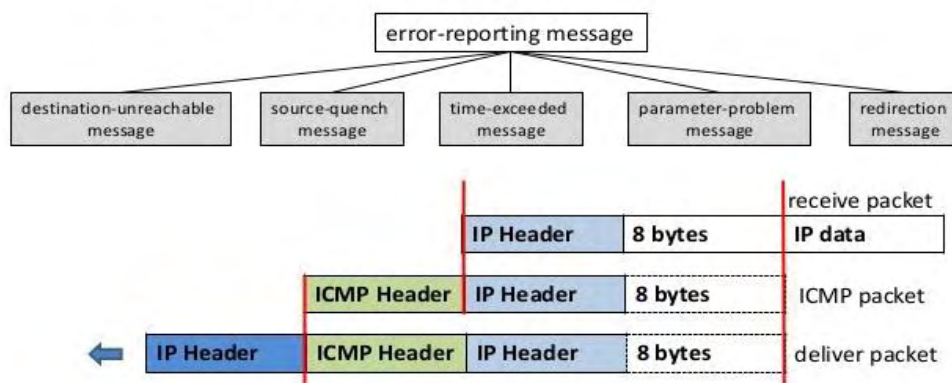 error-reporting message
destination-unreachable
message
source-quench
message
time-exceeded
message
parameter-problem
message
redirection
message
receive packet
IP Header 8 bytes IP data
ICMP Header IP Header 8 bytes ICMP packet
IP Header ICMP Header IP Header 8 bytes deliver packet